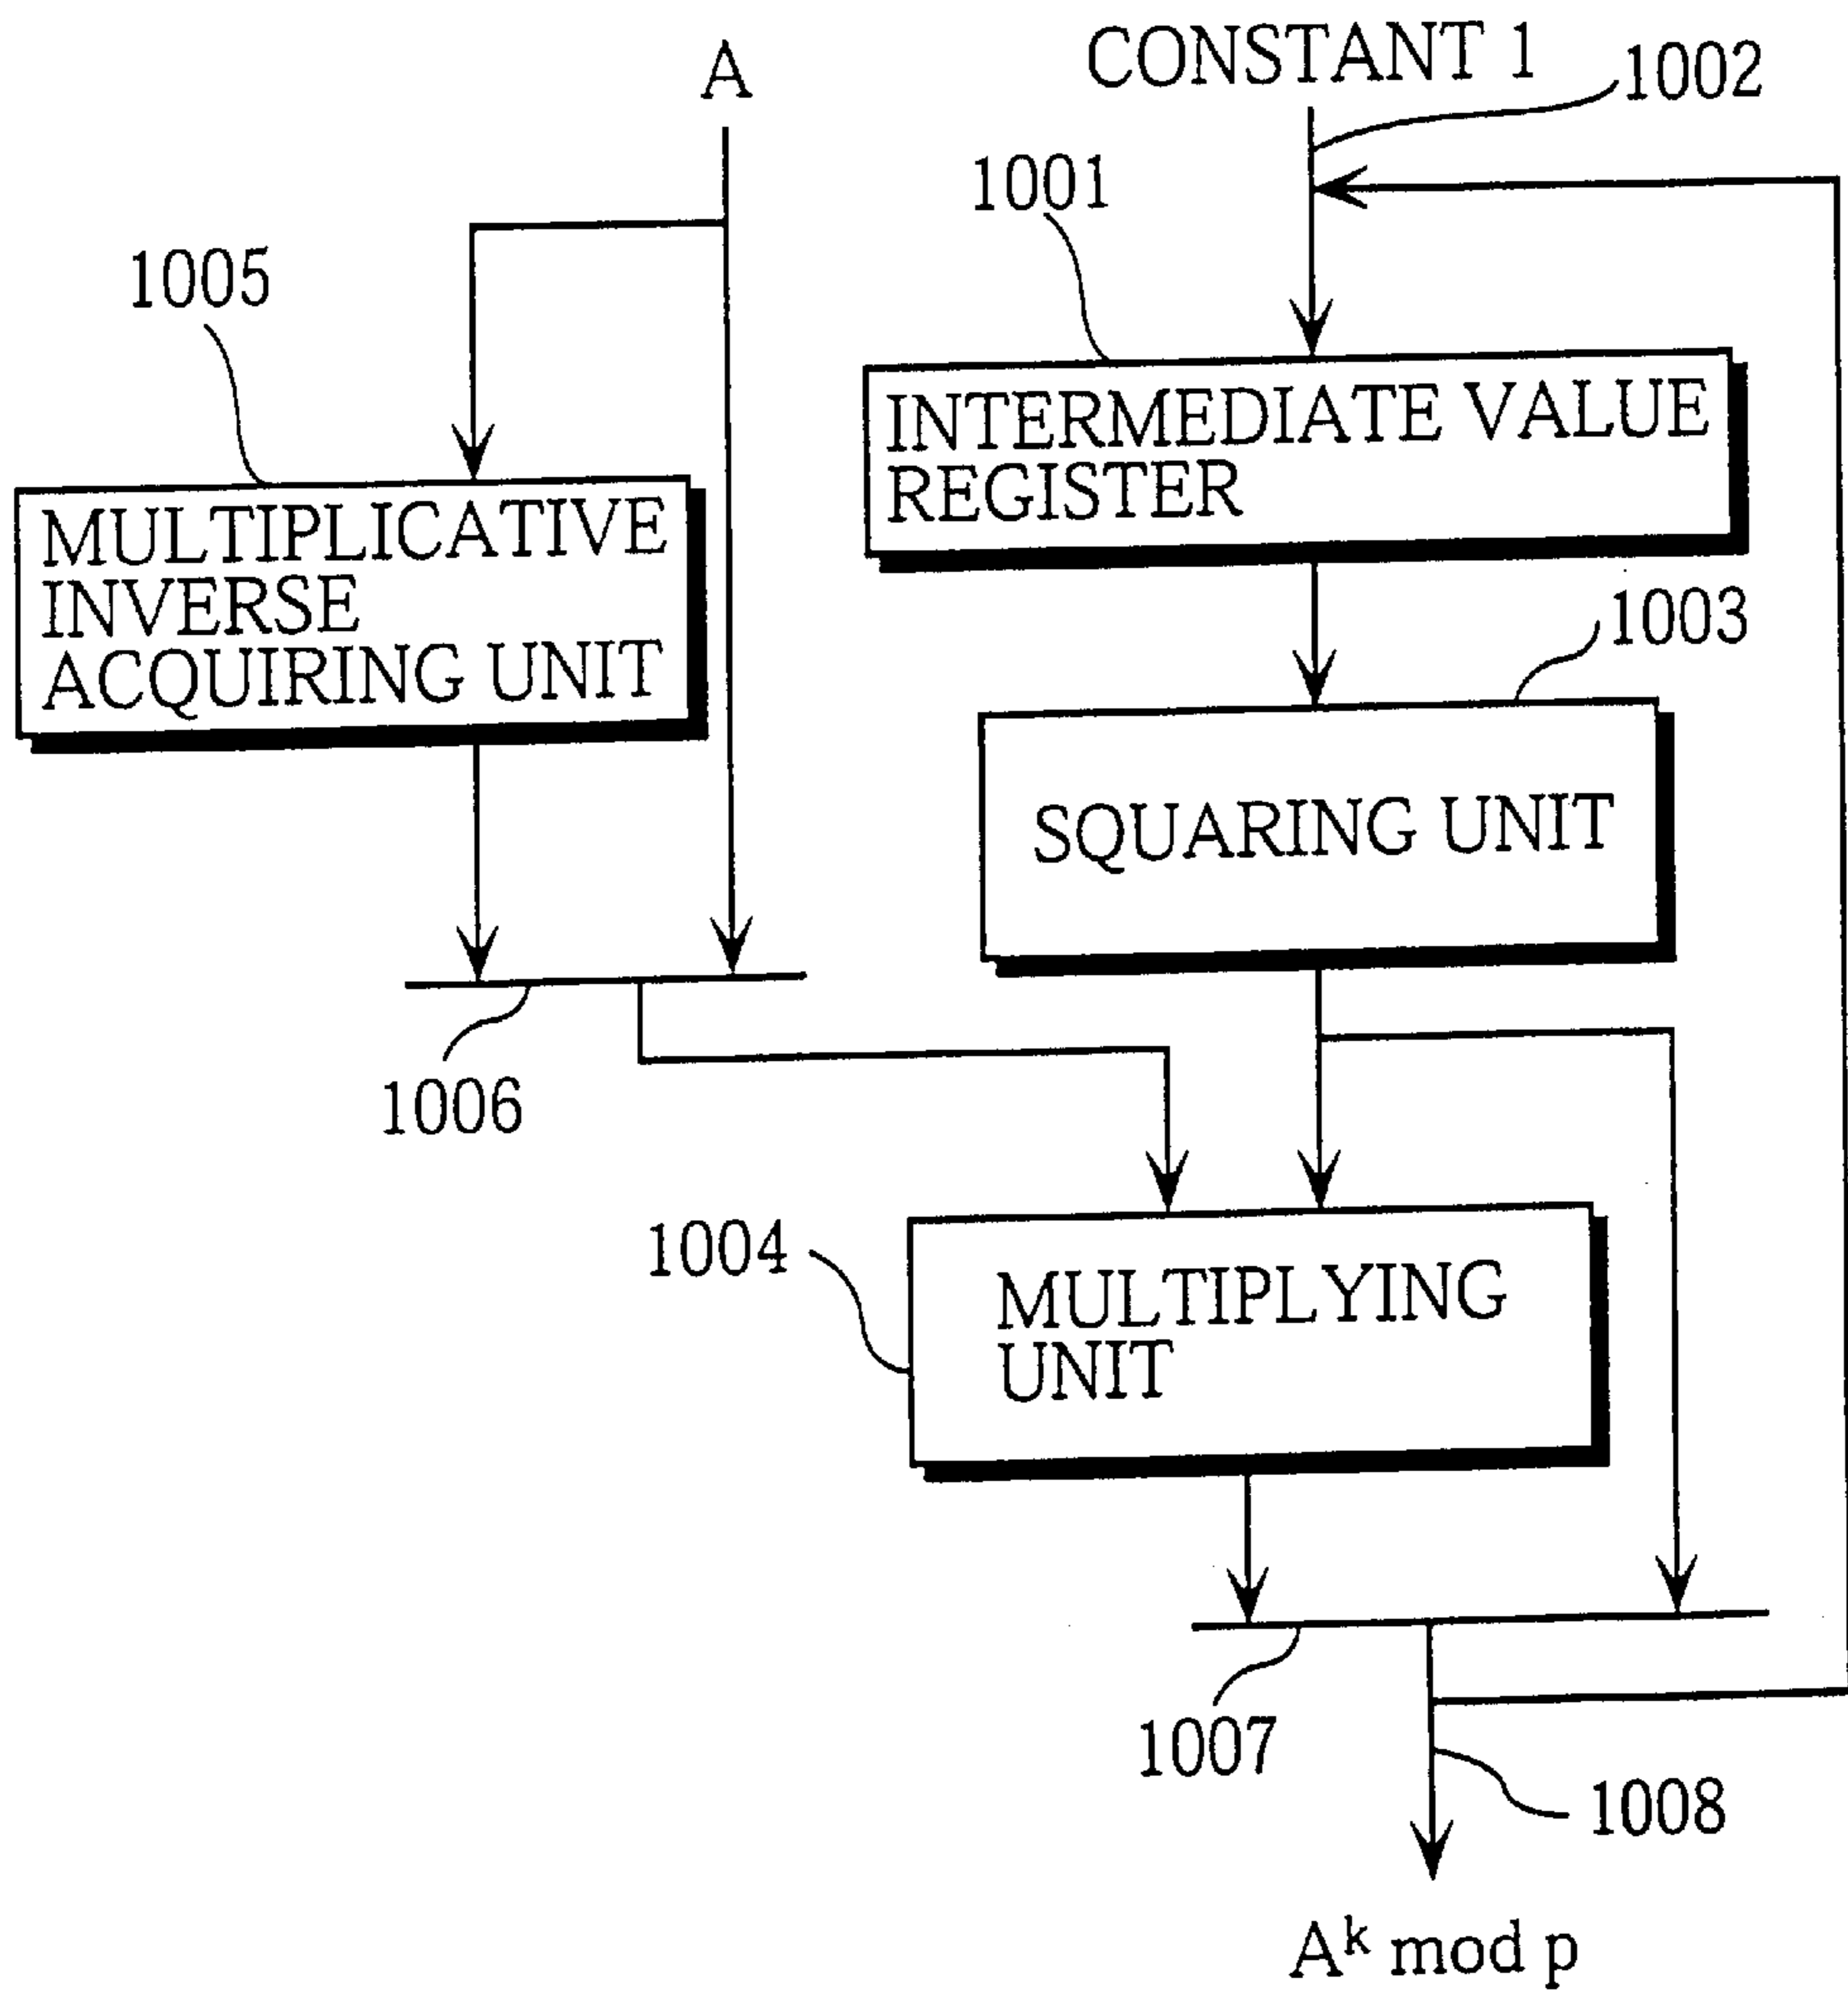 A
CONSTANT 1
1002
1001
1005
INTERMEDIATE VALUE
REGISTER
MULTIPLICATIVE
INVERSE
ACQUIRING UNIT
1003
SQUARING UNIT
1006
1004
MULTIPLYING
UNIT
1007
1008
Aᵏ mod p